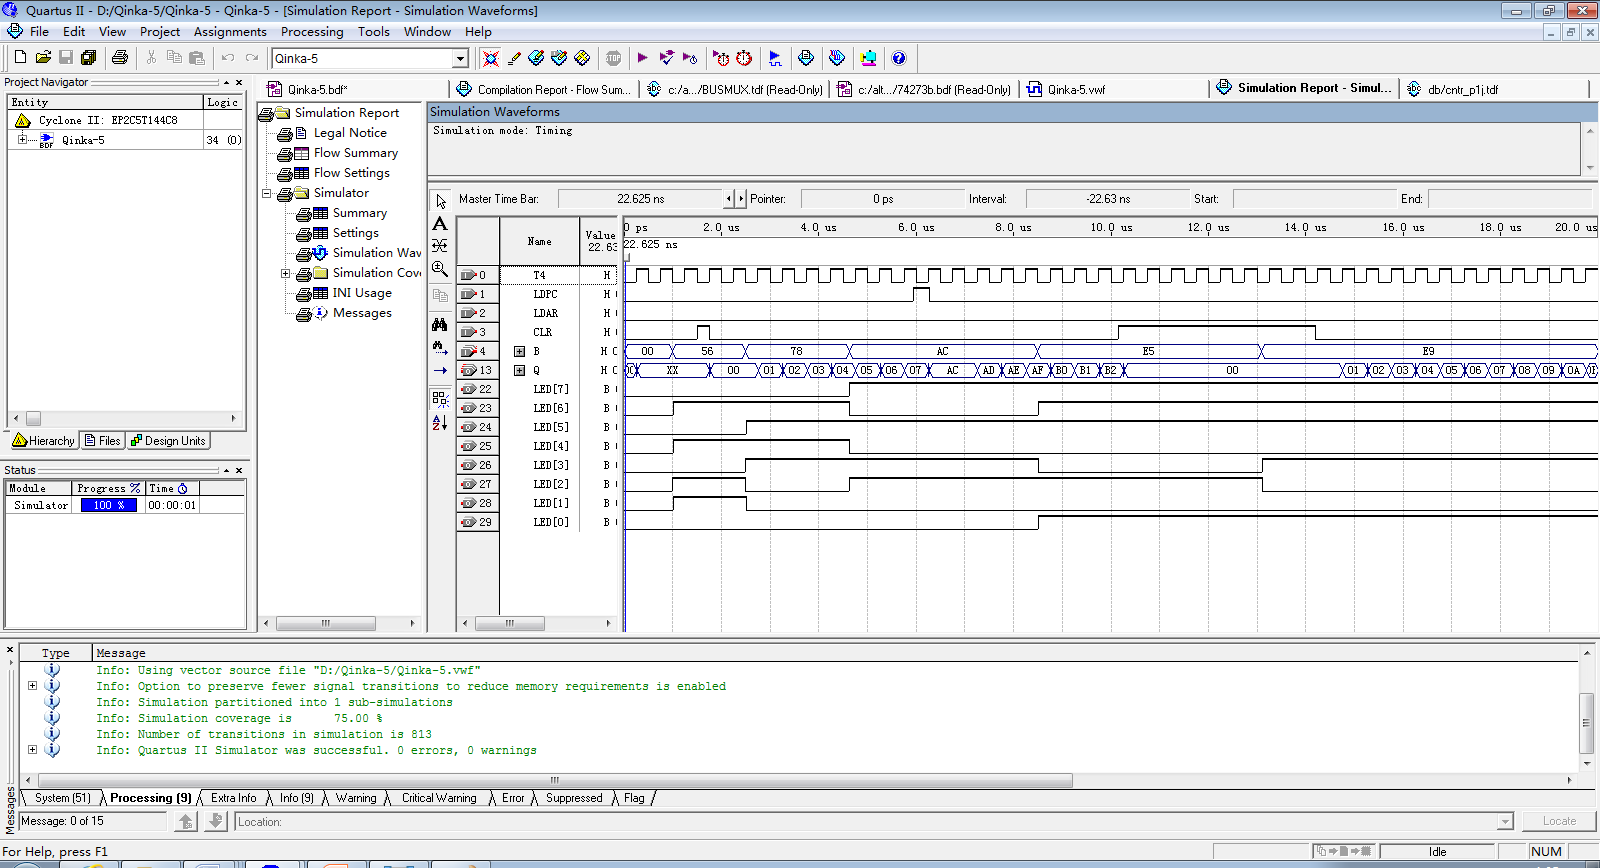 Quartus II - D:/Qinka-5/Qinka-5 - Qinka-5 - [Simulation Report - Simulation Waveforms]
File Edit View Project Assignments Processing Tools Window Help
Qinka-5
STOP
Project Navigator
Entity Logic
Cyclone II: EP2C5T144C8
BDF Qinka-5 34 (0)
Hierarchy Files Design Units
Status
Module Progress % Time
Simulator 100 % 00:00:01
Qinka-5.bdf* Compilation Report - Flow Sum... c:/a.../BUSMUX.tdf (Read-Only) c:/alt.../74273b.bdf (Read-Only) Qinka-5.vwf Simulation Report - Simul... db/cntr_p1j.tdf
Simulation Report
Legal Notice
Flow Summary
Flow Settings
Simulator
Summary
Settings
Simulation Wav
Simulation Cove
INI Usage
Messages
Simulation Waveforms
Simulation mode: Timing
Master Time Bar: 22.625 ns Pointer: 0 ps Interval: -22.63 ns Start: End:
Name Value 22.63
0 ps 2.0 us 4.0 us 6.0 us 8.0 us 10.0 us 12.0 us 14.0 us 16.0 us 18.0 us 20.0 us
22.625 ns
0 T4 H
1 LDPC H
2 LDAR H
3 CLR H
4 B H 00 56 78 AC E5 E9
13 Q H XX 00 01 02 03 04 05 06 07 AC AD AE AF B0 B1 B2 00 01 02 03 04 05 06 07 08 09 0A
22 LED[7] B
23 LED[6] B
24 LED[5] B
25 LED[4] B
26 LED[3] B
27 LED[2] B
28 LED[1] B
29 LED[0] B
Type Message
Info: Using vector source file "D:/Qinka-5/Qinka-5.vwf"
Info: Option to preserve fewer signal transitions to reduce memory requirements is enabled
Info: Simulation partitioned into 1 sub-simulations
Info: Simulation coverage is 75.00 %
Info: Number of transitions in simulation is 813
Info: Quartus II Simulator was successful. 0 errors, 0 warnings
System (51) Processing (9) Extra Info Info (9) Warning Critical Warning Error Suppressed Flag
Messages
Message: 0 of 15 Location: Locate
For Help, press F1 Idle NUM